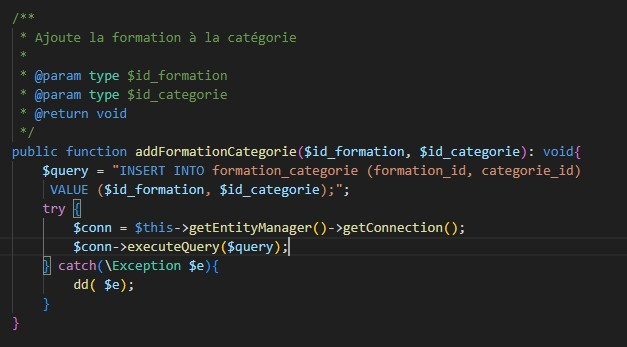 /**
 * Ajoute la formation à la catégorie
 *
 * @param type $id_formation
 * @param type $id_categorie
 * @return void
 */
public function addFormationCategorie($id_formation, $id_categorie): void{
    $query = "INSERT INTO formation_categorie (formation_id, categorie_id)
     VALUE ($id_formation, $id_categorie);";
    try {
        $conn = $this->getEntityManager()->getConnection();
        $conn->executeQuery($query);
    } catch(\Exception $e){
        dd( $e);
    }
}